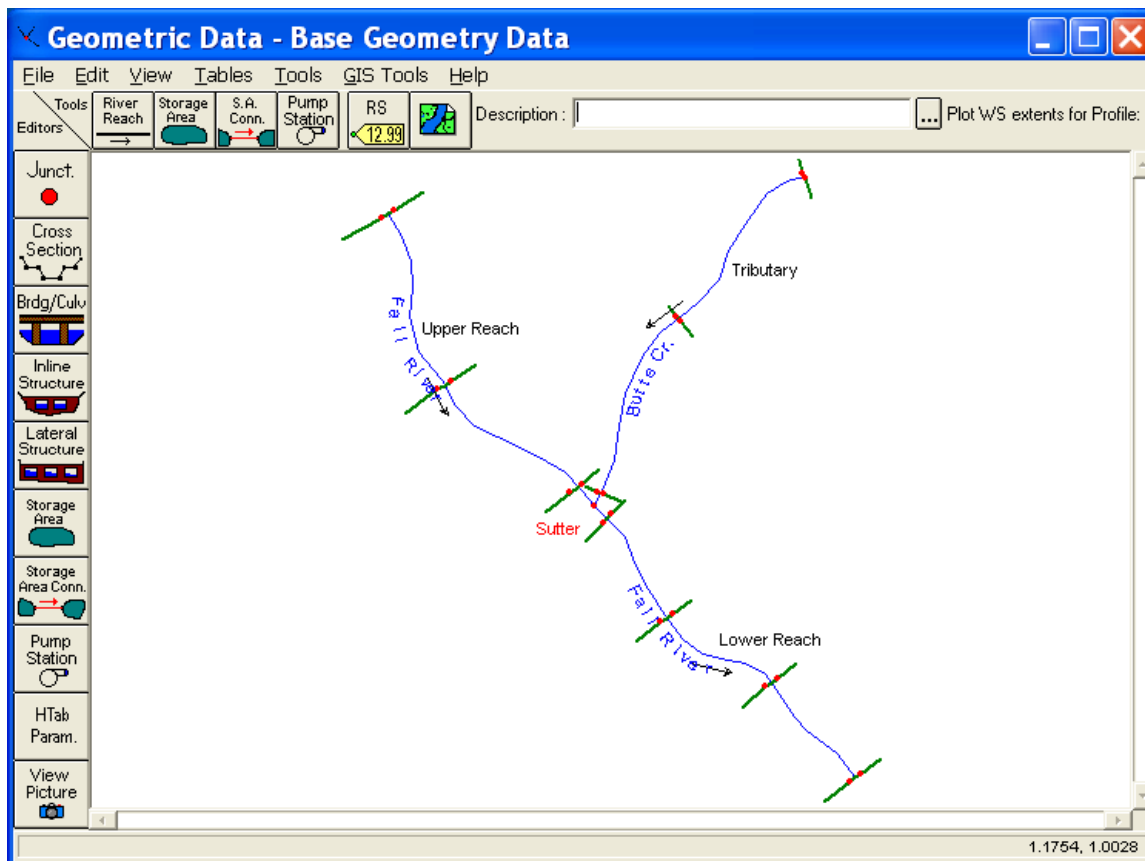 Geometric Data - Base Geometry Data
File Edit View Tables Tools GIS Tools Help
Tools
Editors
River
Reach
Storage
Area
S.A.
Conn.
Pump
Station
RS
12.99
Description :
...
Plot WS extents for Profile:
Junct.
Cross
Section
Brdg/Culv
Inline
Structure
Lateral
Structure
Storage
Area
Storage
Area Conn.
Pump
Station
HTab
Param.
View
Picture
Tributary
Fall River
Upper Reach
Butte Cr.
Sutter
Fall River
Lower Reach
1.1754, 1.0028